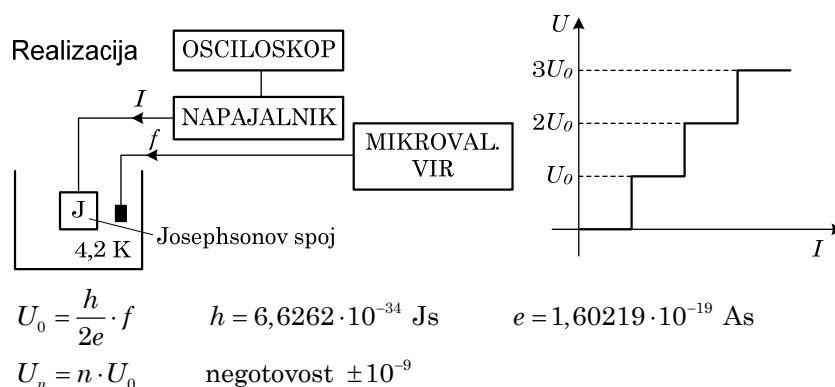 Realizacija
OSCILOSKOP
NAPAJALNIK
MIKROVAL.
VIR
I
f
J
Josephsonov spoj
4,2 K
U
3U₀
2U₀
U₀
I
U₀ = h/2e · f   h = 6,6262·10⁻³⁴ Js   e = 1,60219·10⁻¹⁹ As
Uₙ = n·U₀   negotovost ±10⁻⁹